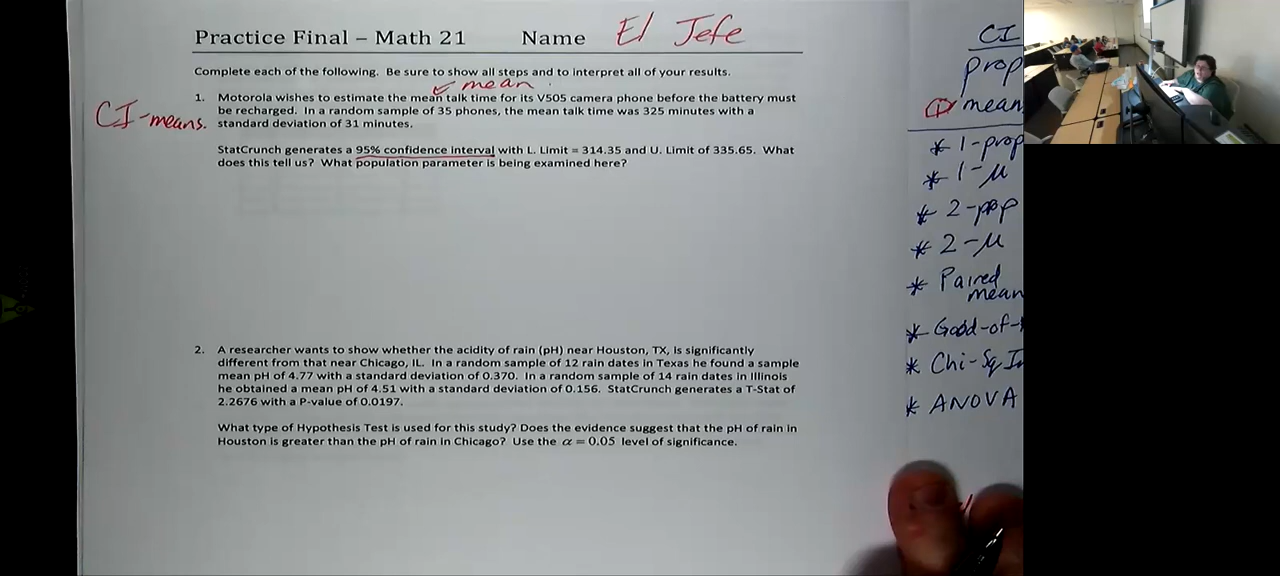 Practice Final – Math 21 Name El Jefe
Complete each of the following. Be sure to show all steps and to interpret all of your results.
mean
1. Motorola wishes to estimate the mean talk time for its V505 camera phone before the battery must
be recharged. In a random sample of 35 phones, the mean talk time was 325 minutes with a
standard deviation of 31 minutes.
CI-means.
StatCrunch generates a 95% confidence interval with L. Limit = 314.35 and U. Limit of 335.65. What
does this tell us? What population parameter is being examined here?
2. A researcher wants to show whether the acidity of rain (pH) near Houston, TX, is significantly
different from that near Chicago, IL. In a random sample of 12 rain dates in Texas he found a sample
mean pH of 4.77 with a standard deviation of 0.370. In a random sample of 14 rain dates in Illinois
he obtained a mean pH of 4.51 with a standard deviation of 0.156. StatCrunch generates a T-Stat of
2.2676 with a P-value of 0.0197.
What type of Hypothesis Test is used for this study? Does the evidence suggest that the pH of rain in
Houston is greater than the pH of rain in Chicago? Use the α = 0.05 level of significance.
CI
prop
① mean
* 1-prop
* 1-μ
* 2-prop
* 2-μ
* Paired
mean
* Good-of-
* Chi-Sq In
* ANOVA